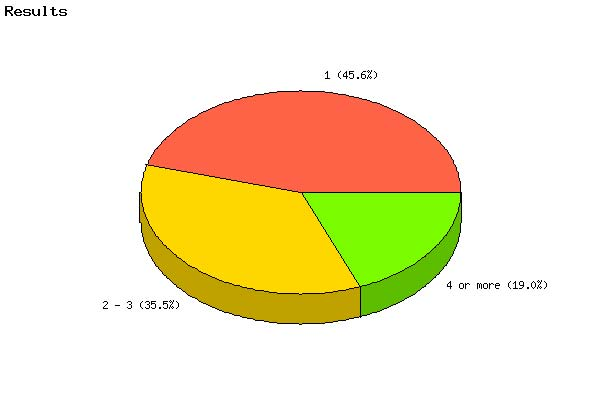 Results
1 (45.6%)
2 - 3 (35.5%)
4 or more (19.0%)